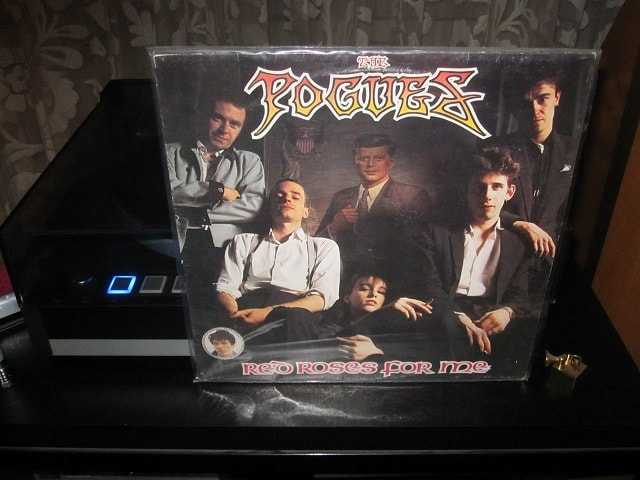 THE
POGUES
RED ROSES FOR ME